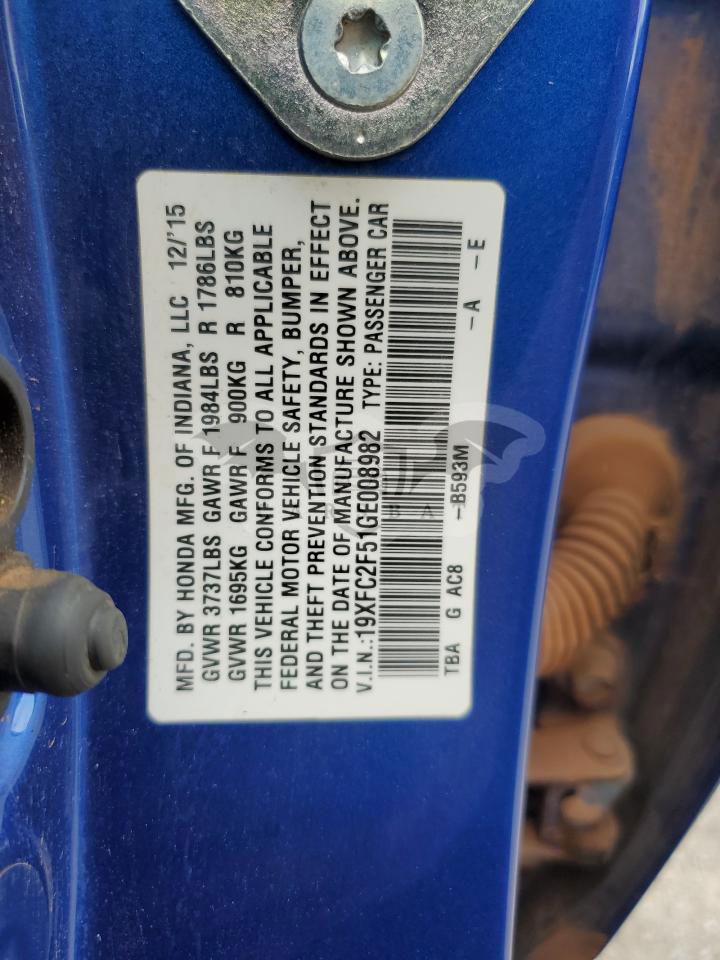 MFD. BY HONDA MFG. OF INDIANA, LLC 12/'15
GVWR 3737LBS GAWR F 1984LBS R 1786LBS
GVWR 1695KG GAWR F 900KG R 810KG
THIS VEHICLE CONFORMS TO ALL APPLICABLE
FEDERAL MOTOR VEHICLE SAFETY, BUMPER,
AND THEFT PREVENTION STANDARDS IN EFFECT
ON THE DATE OF MANUFACTURE SHOWN ABOVE.
V.I.N.:19XFC2F51GE008982 TYPE: PASSENGER CAR
TBA G AC8 –B593M –A –E